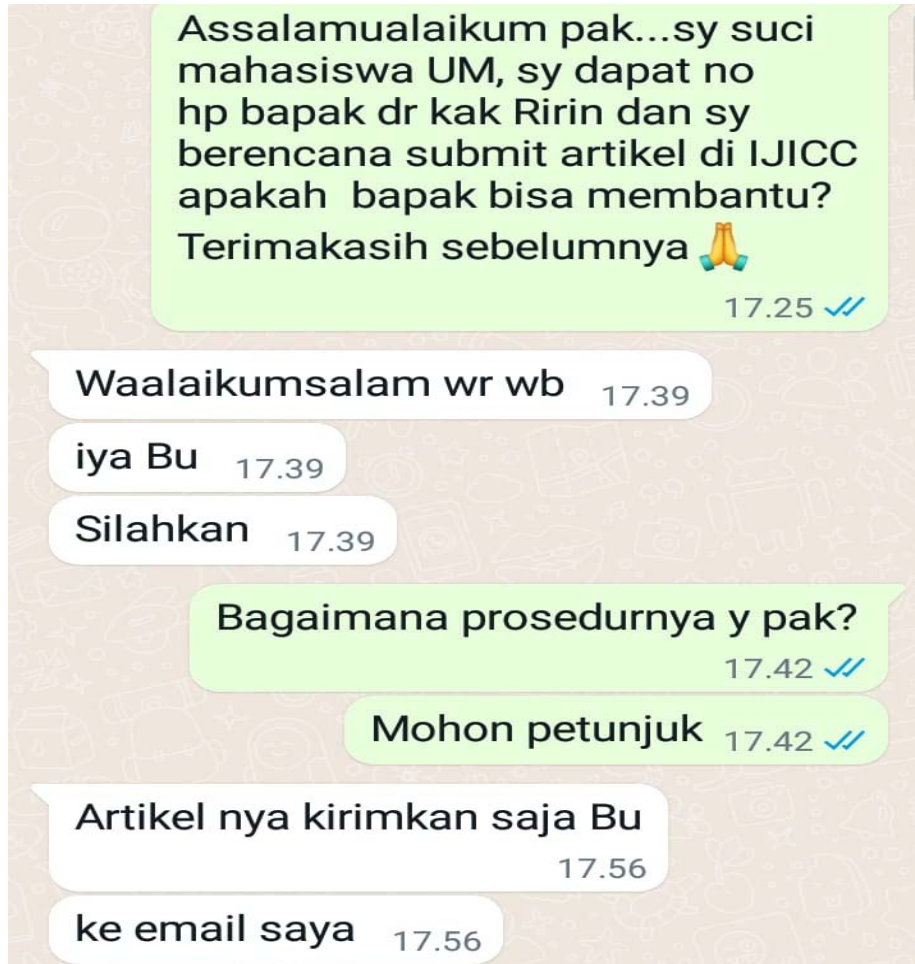 Assalamualaikum pak...sy suci
mahasiswa UM, sy dapat no
hp bapak dr kak Ririn dan sy
berencana submit artikel di IJICC
apakah bapak bisa membantu?
Terimakasih sebelumnya 🙏
17.25
Waalaikumsalam wr wb 17.39
iya Bu 17.39
Silahkan 17.39
Bagaimana prosedurnya y pak?
17.42
Mohon petunjuk 17.42
Artikel nya kirimkan saja Bu
17.56
ke email saya 17.56